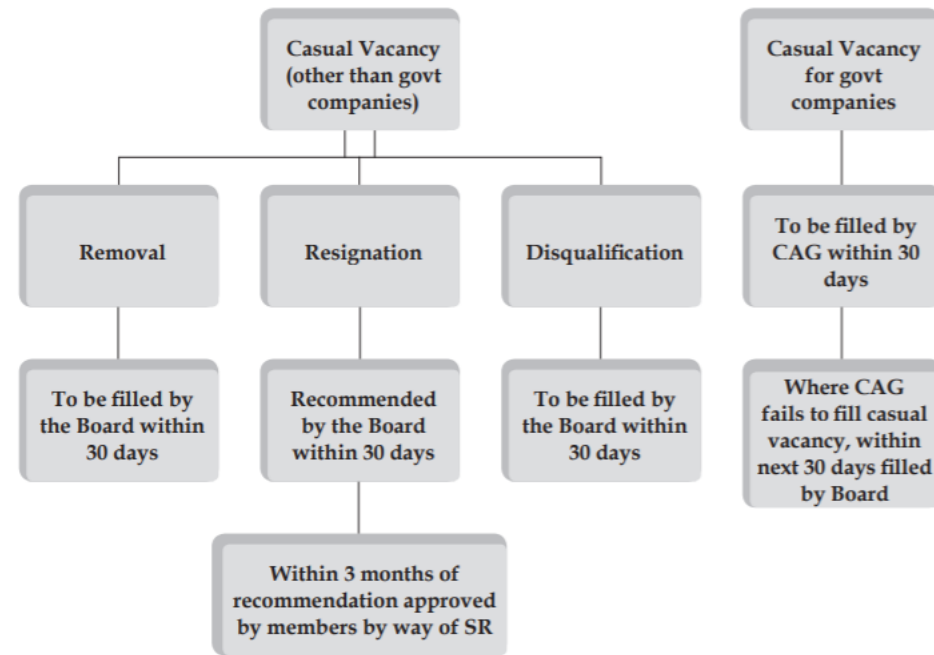 Casual Vacancy
(other than govt
companies)
Casual Vacancy
for govt
companies
Removal
Resignation
Disqualification
To be filled by
CAG within 30
days
To be filled by
the Board within
30 days
Recommended
by the Board
within 30 days
To be filled by
the Board within
30 days
Where CAG
fails to fill casual
vacancy, within
next 30 days filled
by Board
Within 3 months of
recommendation approved
by members by way of SR